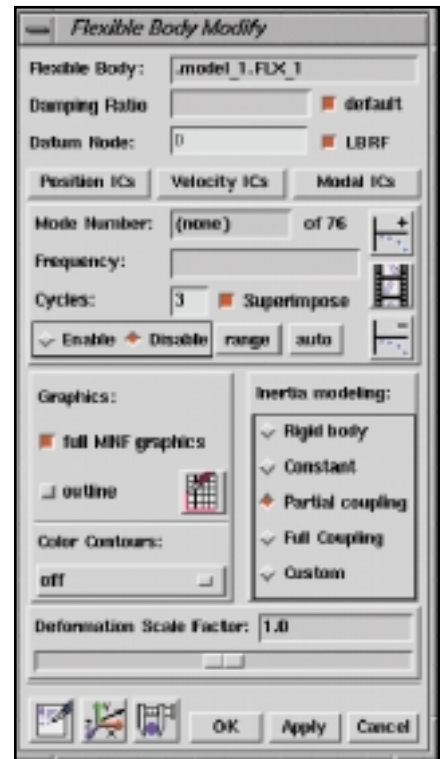 Flexible Body Modify
Flexible Body: .model_1.FLX_1
Damping Ratio default
Datum Node: 0 LBRF
Position ICs Velocity ICs Modal ICs
Mode Number: (none) of 76
Frequency:
Cycles: 3 Superimpose
Enable Disable range auto
Graphics:
full MNF graphics
outline
Color Contours:
off
Inertia modeling:
Rigid body
Constant
Partial coupling
Full Coupling
Custom
Deformation Scale Factor: 1.0
OK Apply Cancel